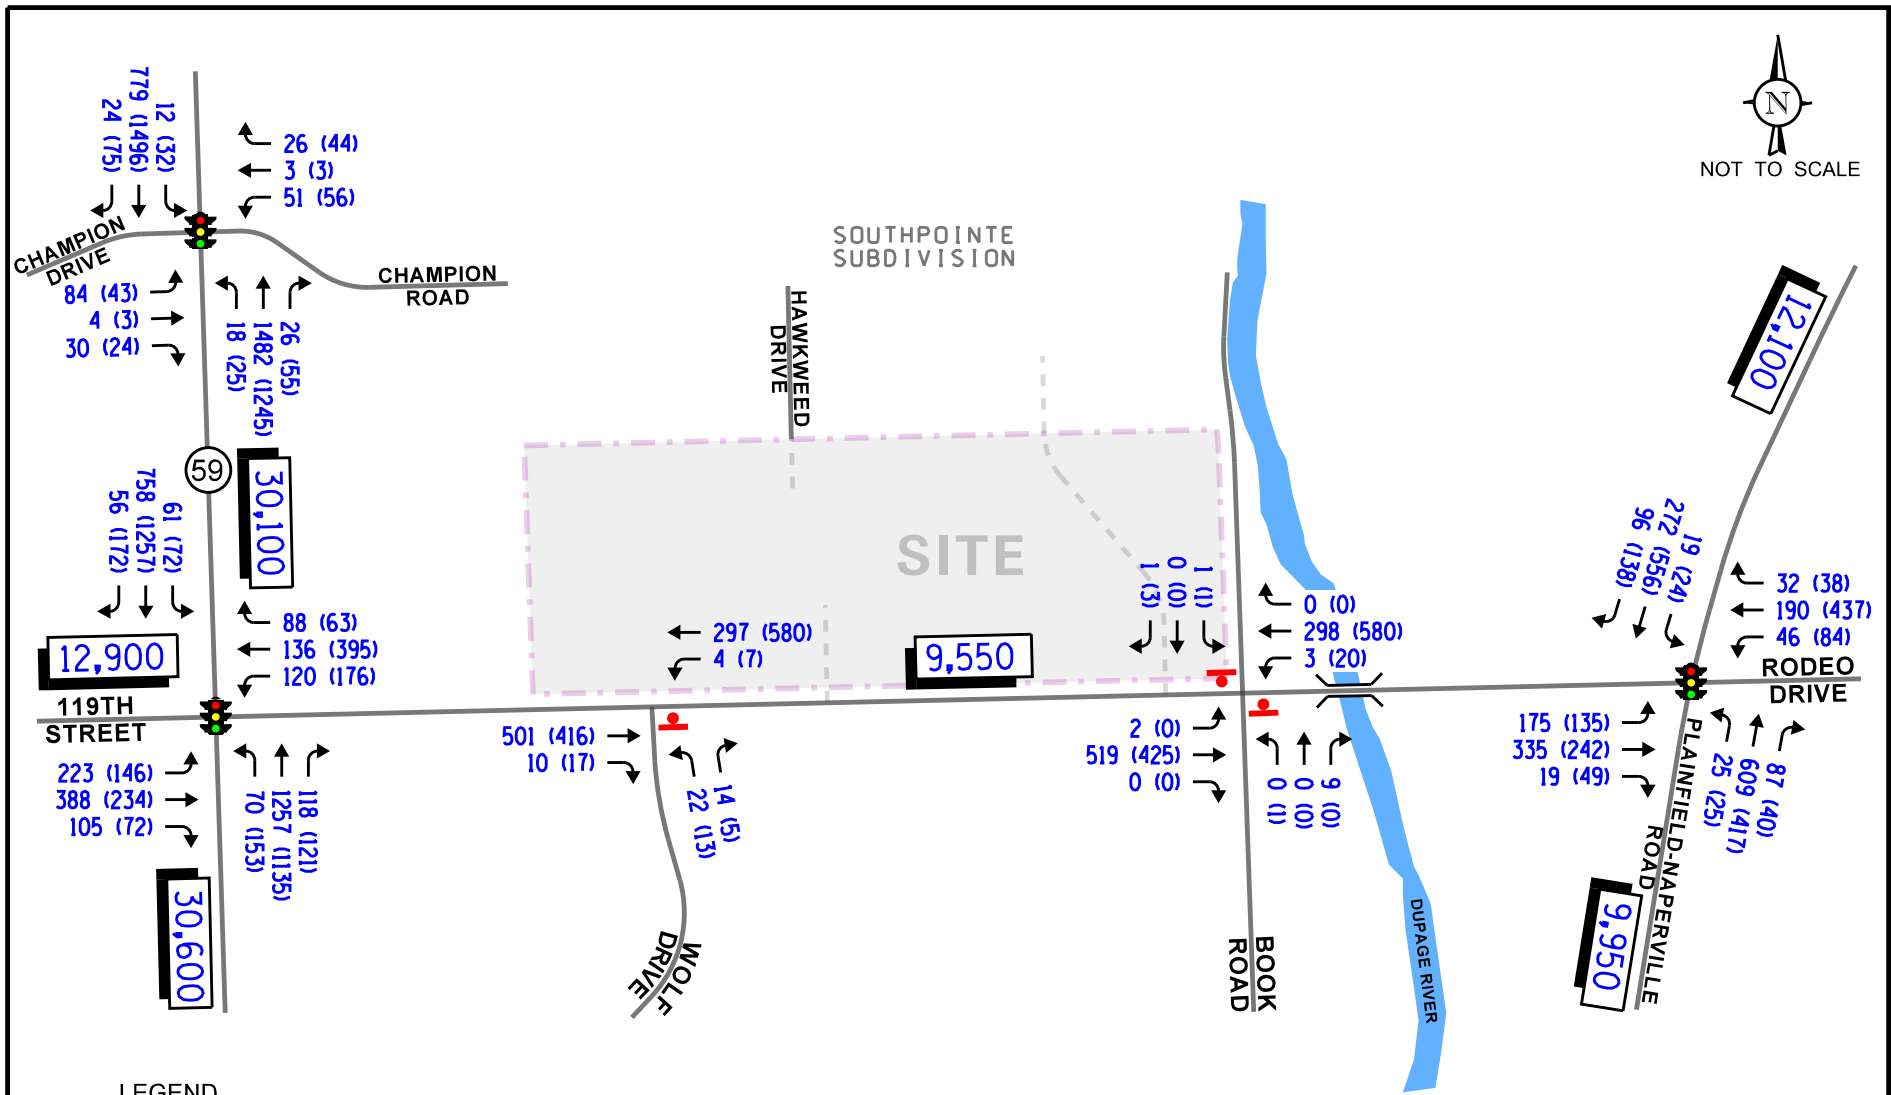 N
NOT TO SCALE
12 (32)
779 (1496)
24 (75)
26 (44)
3 (3)
51 (56)
CHAMPION
DRIVE
84 (43)
4 (3)
30 (24)
18 (25)
1482 (1245)
26 (55)
CHAMPION
ROAD
SOUTHPOINTE
SUBDIVISION
HAWKWEED
DRIVE
12,100
59
30,100
61 (72)
758 (1257)
56 (172)
88 (63)
136 (395)
120 (176)
12,900
119TH
STREET
223 (146)
388 (234)
105 (72)
70 (153)
1257 (1135)
118 (121)
30,600
SITE
297 (580)
4 (7)
9,550
501 (416)
10 (17)
22 (13)
14 (5)
WOLF
DRIVE
1 (1)
0 (0)
1 (3)
0 (0)
298 (580)
3 (20)
2 (0)
519 (425)
0 (0)
0 (1)
0 (0)
9 (0)
BOOK
ROAD
DUPAGE RIVER
19 (24)
272 (556)
96 (138)
32 (38)
190 (437)
46 (84)
RODEO
DRIVE
175 (135)
335 (242)
19 (49)
25 (25)
609 (417)
87 (40)
PLAINFIELD-NAPERVILLE
ROAD
9,950
LEGEND